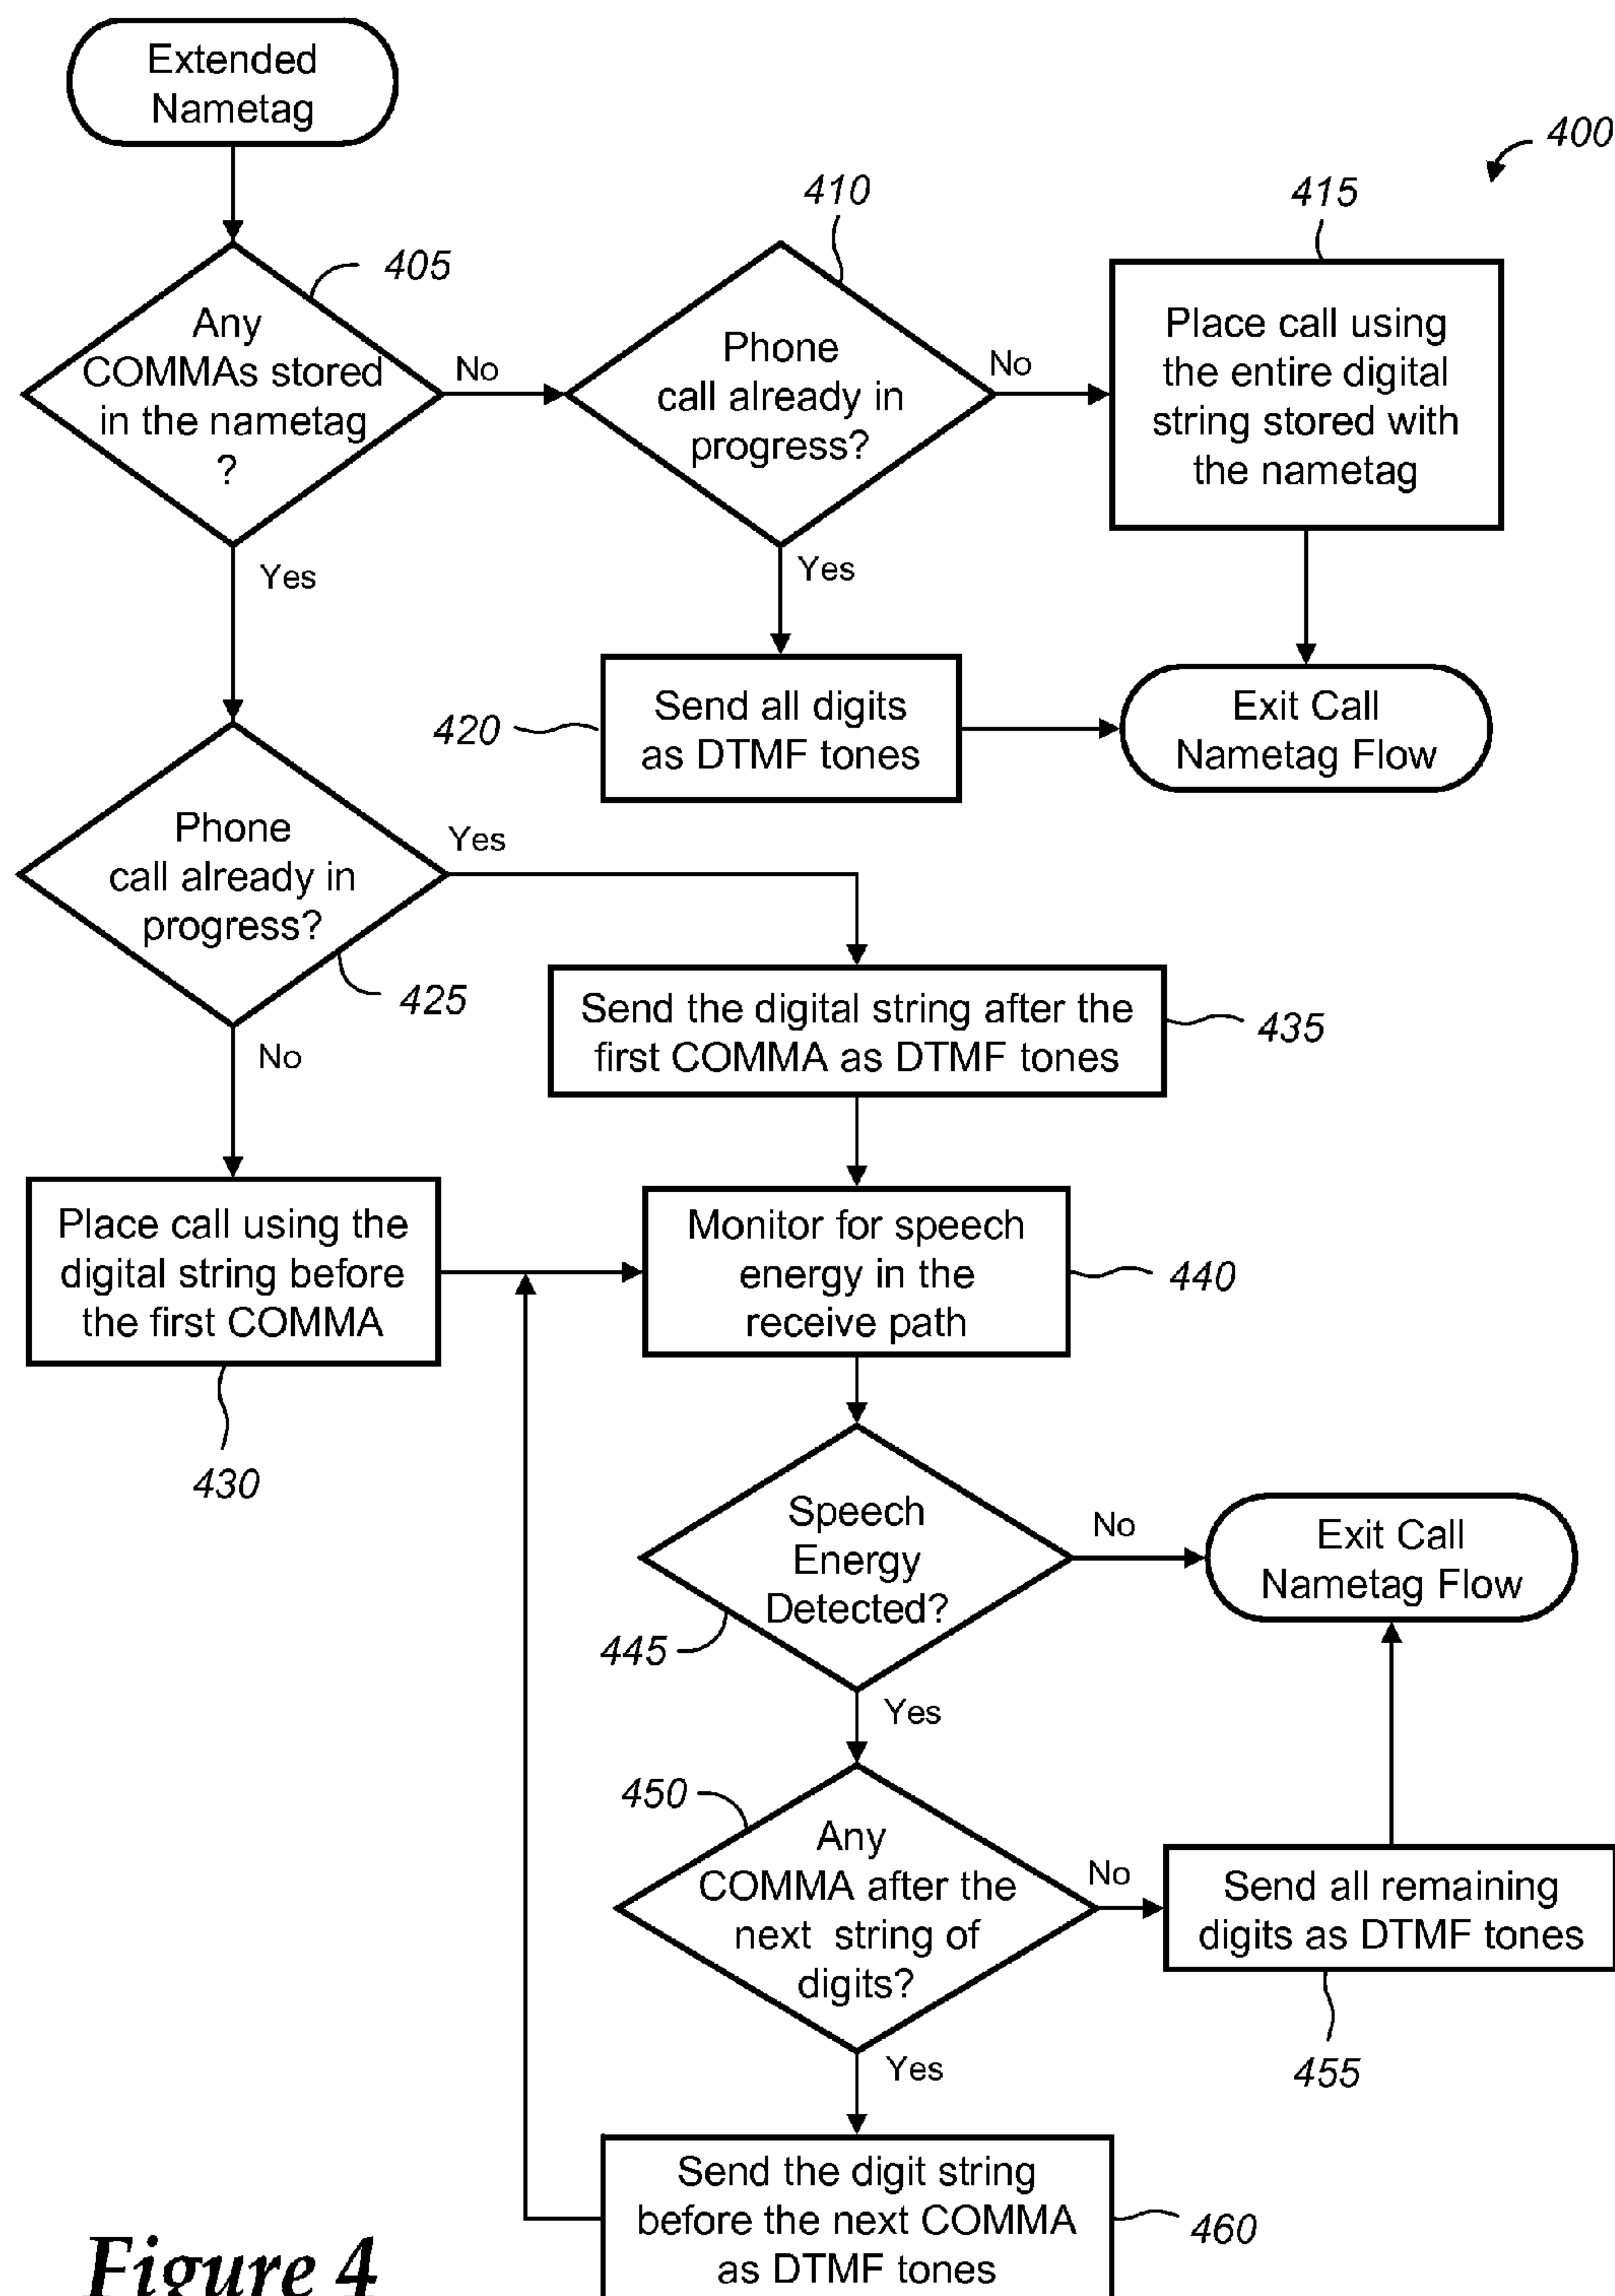 Extended
Nametag
400
405
Any
COMMAs stored
in the nametag
?
No
Yes
410
Phone
call already in
progress?
No
Yes
415
Place call using
the entire digital
string stored with
the nametag
420
Send all digits
as DTMF tones
Exit Call
Nametag Flow
Phone
call already in
progress?
Yes
425
No
Send the digital string after the
first COMMA as DTMF tones
435
Place call using the
digital string before
the first COMMA
430
Monitor for speech
energy in the
receive path
440
Speech
Energy
Detected?
445
No
Yes
Exit Call
Nametag Flow
450
Any
COMMA after the
next string of
digits?
No
Yes
Send all remaining
digits as DTMF tones
455
Send the digit string
before the next COMMA
as DTMF tones
460
Figure 4